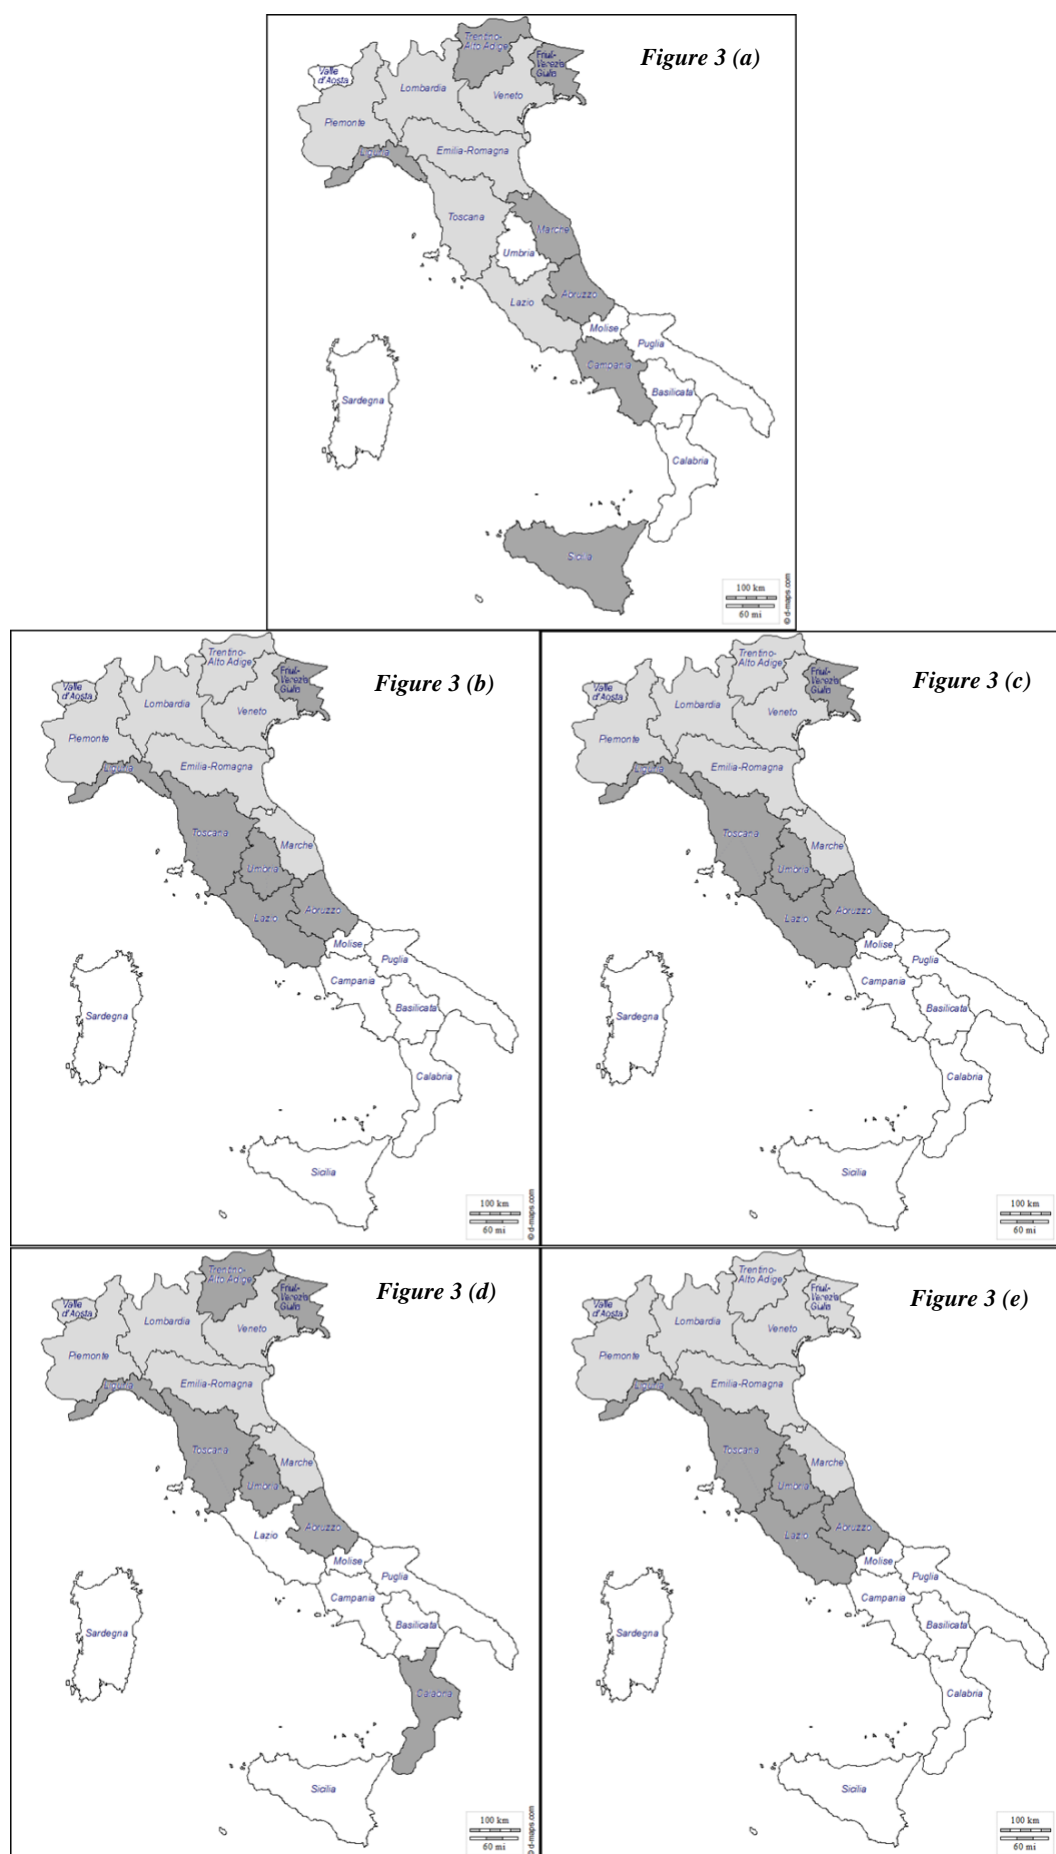 Figure 3 (a)
Trentino-
Alto Adige
Friuli-
Venezia
Giulia
Valle
d'Aosta
Lombardia
Veneto
Piemonte
Liguria
Emilia-Romagna
Toscana
Marche
Umbria
Lazio
Abruzzo
Molise
Puglia
Campania
Basilicata
Sardegna
Calabria
Sicilia
100 km
60 mi
© d-maps.com
Figure 3 (b)
Trentino-
Alto Adige
Friuli-
Venezia
Giulia
Valle
d'Aosta
Lombardia
Veneto
Piemonte
Liguria
Emilia-Romagna
Toscana
Marche
Umbria
Lazio
Abruzzo
Molise
Puglia
Campania
Basilicata
Sardegna
Calabria
Sicilia
100 km
60 mi
© d-maps.com
Figure 3 (c)
Trentino-
Alto Adige
Friuli-
Venezia
Giulia
Valle
d'Aosta
Lombardia
Veneto
Piemonte
Liguria
Emilia-Romagna
Toscana
Marche
Umbria
Lazio
Abruzzo
Molise
Puglia
Campania
Basilicata
Sardegna
Calabria
Sicilia
100 km
60 mi
Figure 3 (d)
Trentino-
Alto Adige
Friuli-
Venezia
Giulia
Valle
d'Aosta
Lombardia
Veneto
Piemonte
Liguria
Emilia-Romagna
Toscana
Marche
Umbria
Lazio
Abruzzo
Molise
Puglia
Campania
Basilicata
Sardegna
Calabria
Sicilia
100 km
60 mi
© d-maps.com
Figure 3 (e)
Trentino-
Alto Adige
Friuli-
Venezia
Giulia
Valle
d'Aosta
Lombardia
Veneto
Piemonte
Liguria
Emilia-Romagna
Toscana
Marche
Umbria
Lazio
Abruzzo
Molise
Puglia
Campania
Basilicata
Sardegna
Calabria
Sicilia
100 km
60 mi